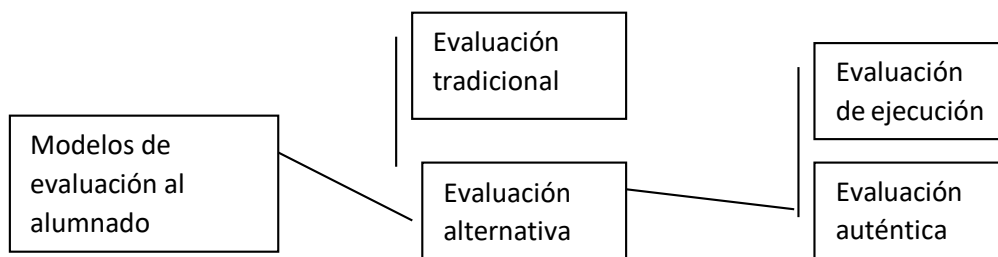 Modelos de
evaluación al
alumnado
Evaluación
tradicional
Evaluación
alternativa
Evaluación
de ejecución
Evaluación
auténtica